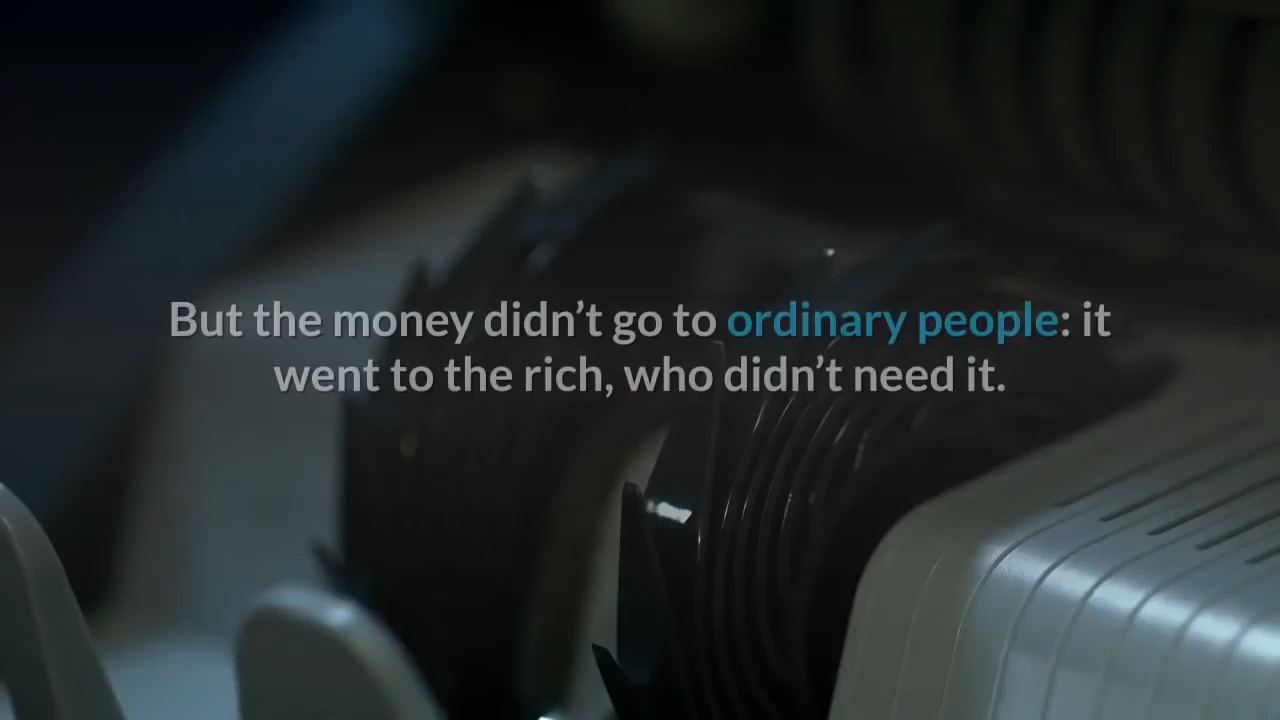 But the money didn’t go to ordinary people: it
went to the rich, who didn’t need it.